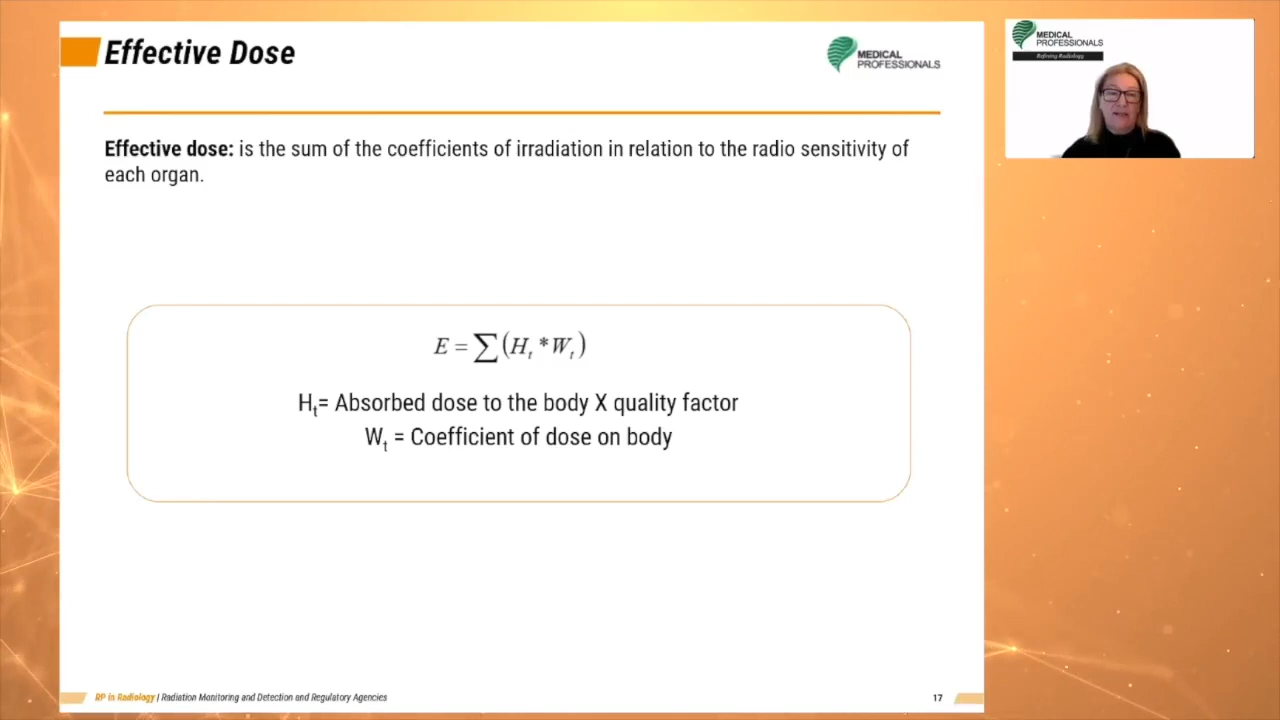 Effective Dose
MEDICAL
PROFESSIONALS
Effective dose: is the sum of the coefficients of irradiation in relation to the radio sensitivity of
each organ.
E = ∑(Hₜ * Wₜ)
Hₜ= Absorbed dose to the body X quality factor
Wₜ = Coefficient of dose on body
RP in Radiology | Radiation Monitoring and Detection and Regulatory Agencies
17
MEDICAL
PROFESSIONALS
Refining Radiology